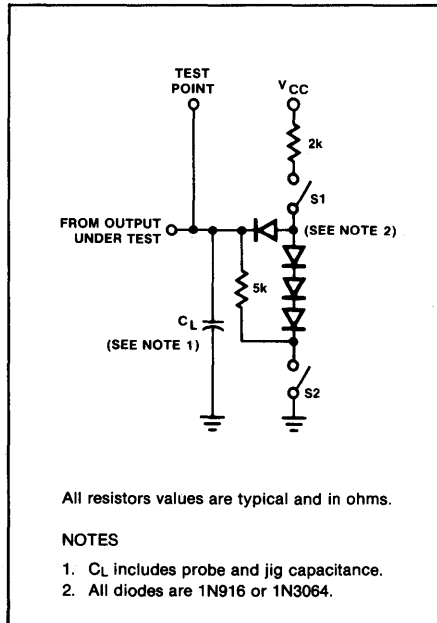 TEST
POINT
VCC
2k
S1
FROM OUTPUT
UNDER TEST
(SEE NOTE 2)
5k
CL
(SEE NOTE 1)
S2
All resistors values are typical and in ohms.
NOTES
1. CL includes probe and jig capacitance.
2. All diodes are 1N916 or 1N3064.